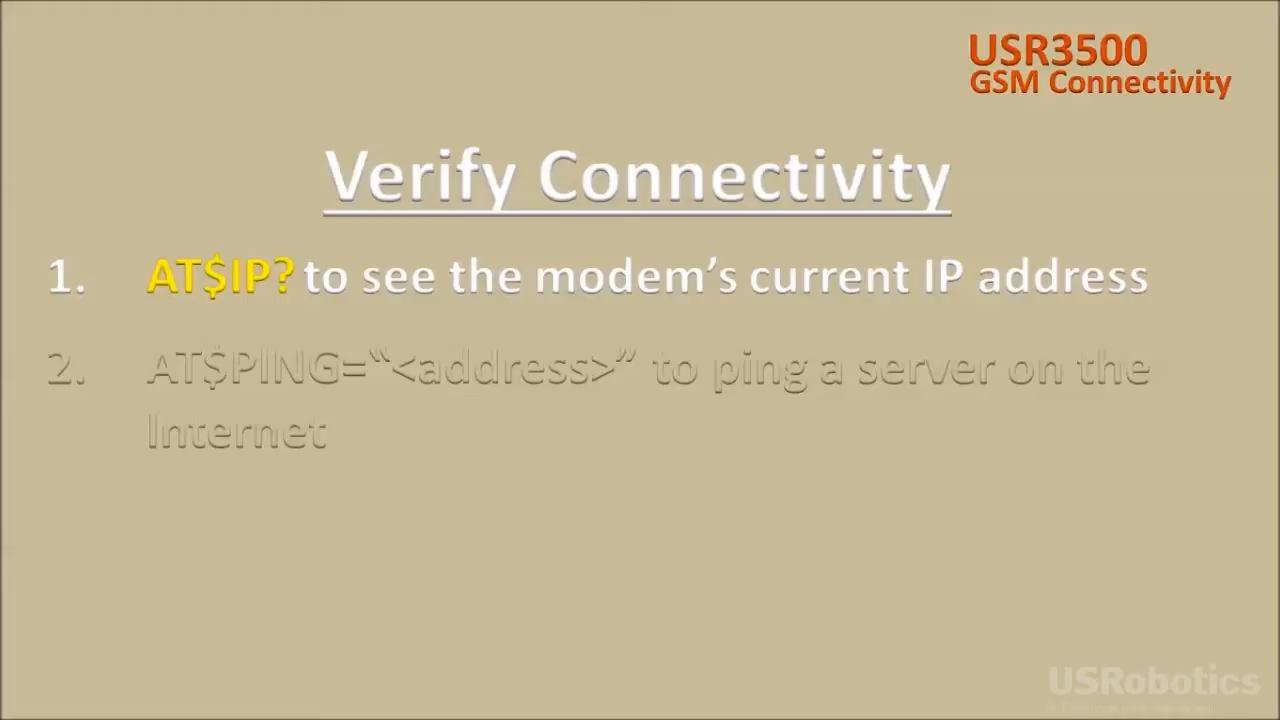 USR3500
GSM Connectivity
Verify Connectivity
1. AT$IP? to see the modem’s current IP address
2. AT$PING=“<address>” to ping a server on the
Internet
USRobotics